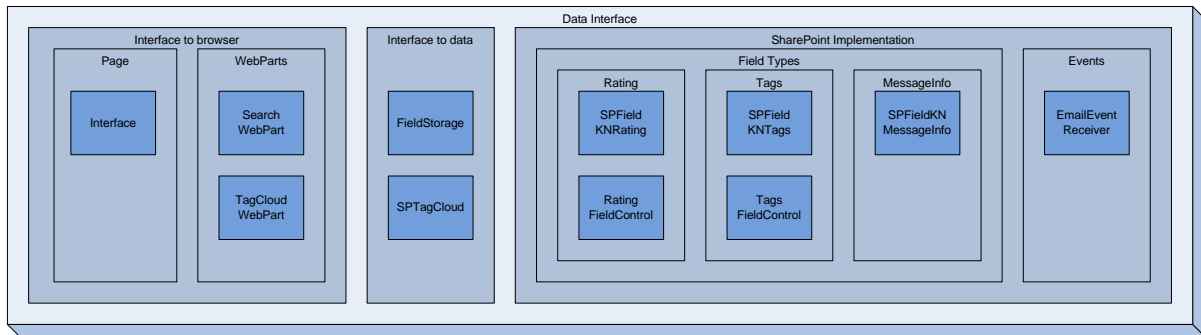 Data Interface
Interface to browser
Page
Interface
WebParts
Search
WebPart
TagCloud
WebPart
Interface to data
FieldStorage
SPTagCloud
SharePoint Implementation
Field Types
Rating
SPField
KNRating
Rating
FieldControl
Tags
SPField
KNTags
Tags
FieldControl
MessageInfo
SPFieldKN
MessageInfo
Events
EmailEvent
Receiver